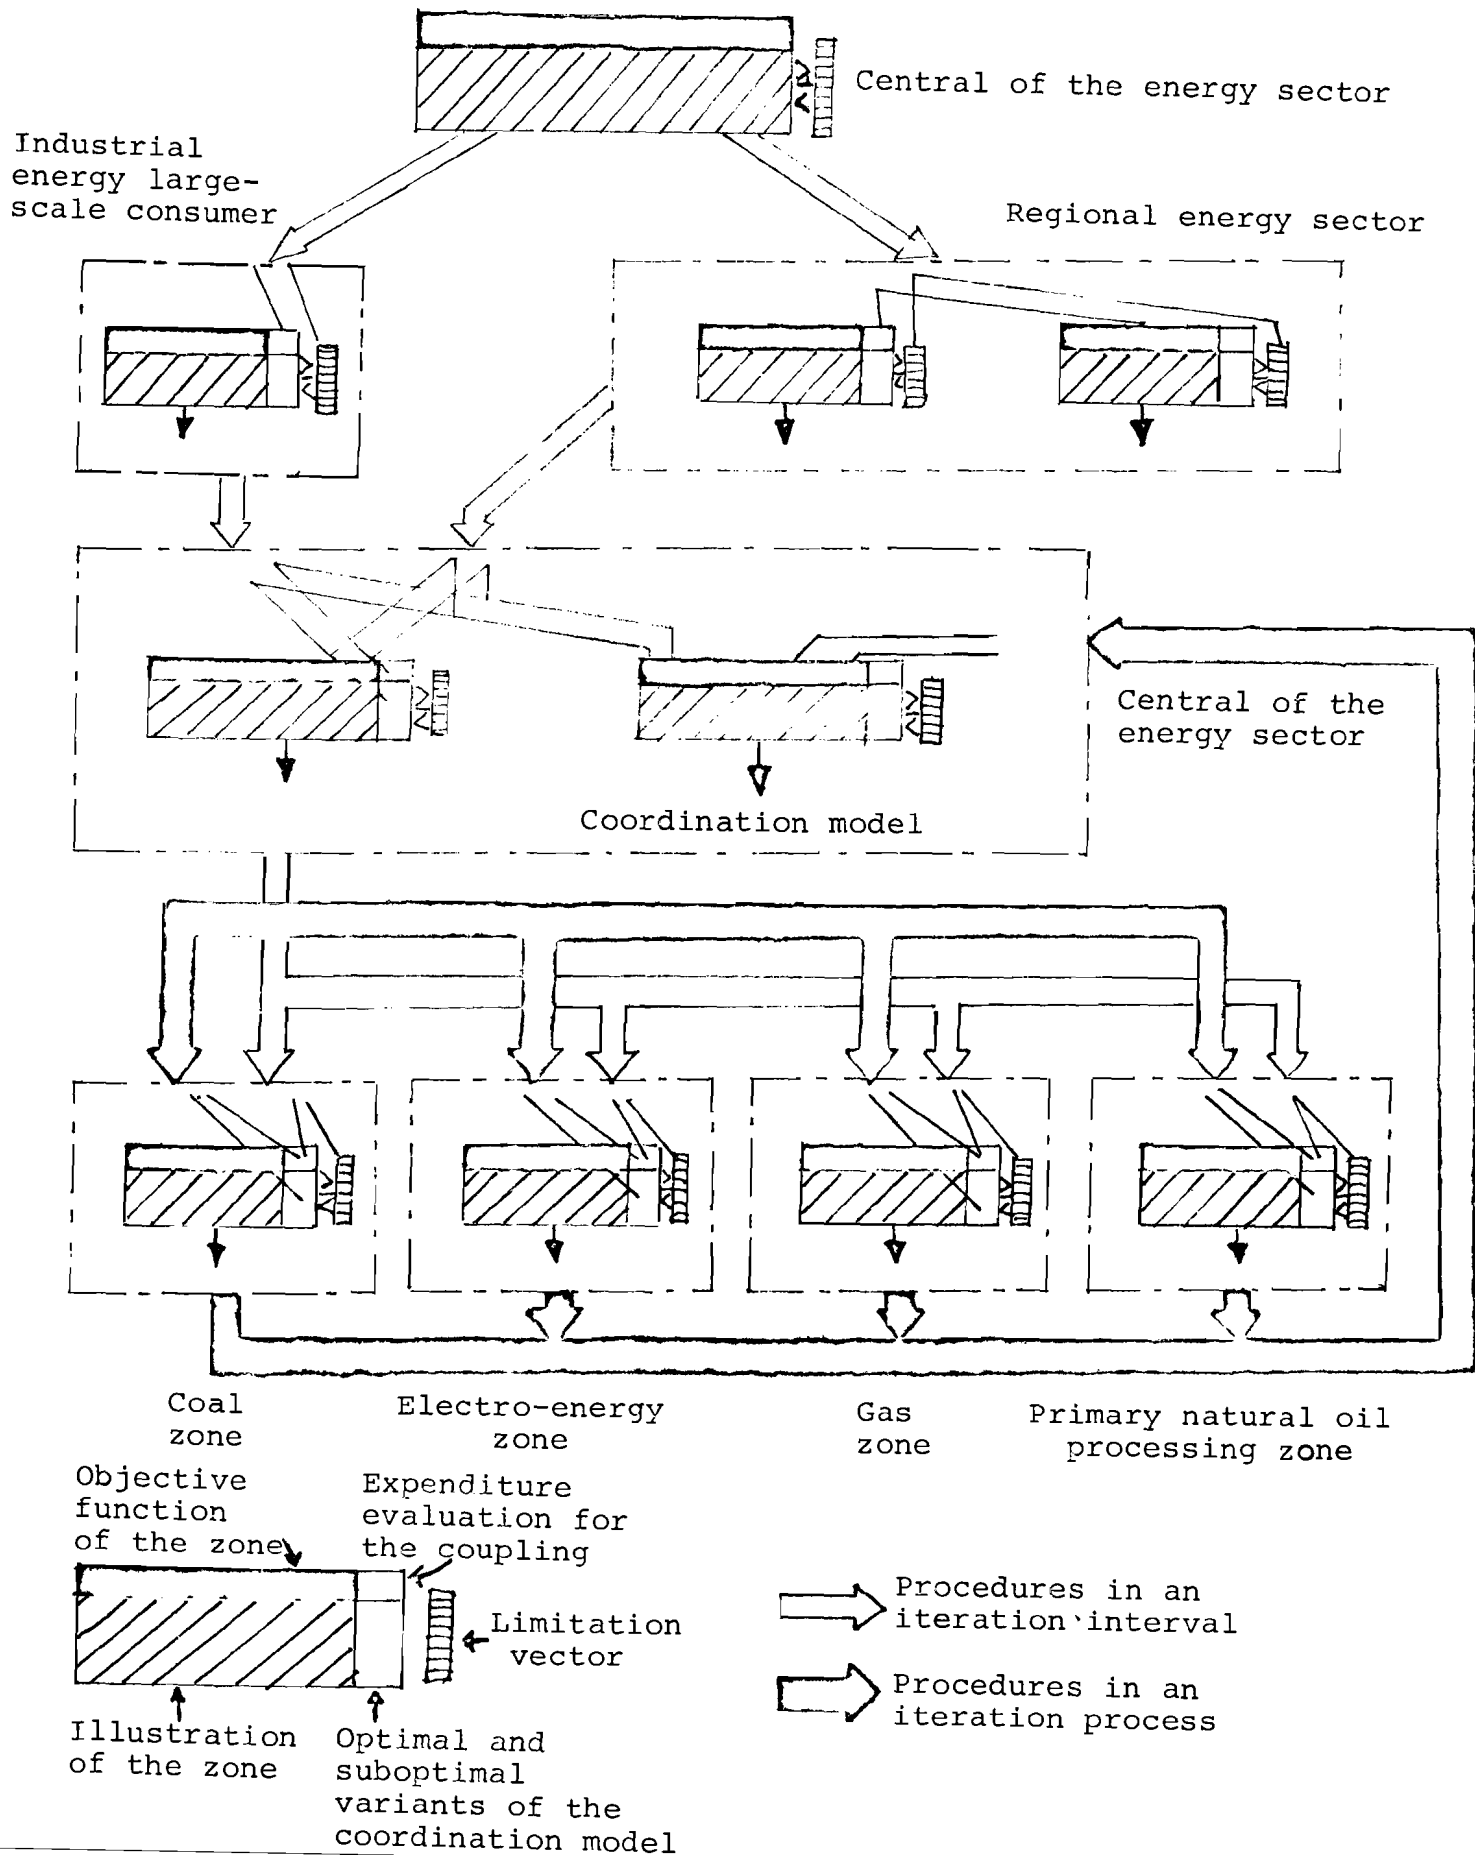 Central of the energy sector
Industrial
energy large-
scale consumer
Regional energy sector
Central of the
energy sector
Coordination model
Coal
zone
Electro-energy
zone
Gas
zone
Primary natural oil
processing zone
Objective
function
of the zone
Expenditure
evaluation for
the coupling
Limitation
vector
Illustration
of the zone
Optimal and
suboptimal
variants of the
coordination model
Procedures in an
iteration interval
Procedures in an
iteration process